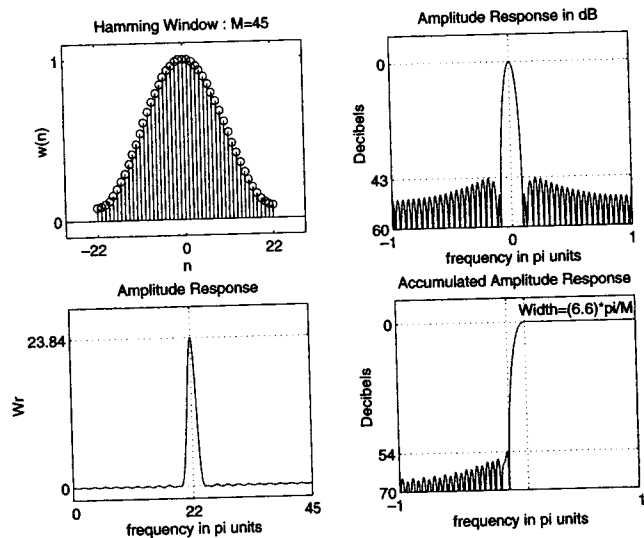 Hamming Window : M=45
1
w(n)
0
−22
0
22
n
Amplitude Response in dB
0
Decibels
43
60
−1
0
1
frequency in pi units
Amplitude Response
23.84
Wr
0
0
22
45
frequency in pi units
Accumulated Amplitude Response
Width=(6.6)*pi/M
0
Decibels
54
70
−1
1
frequency in pi units